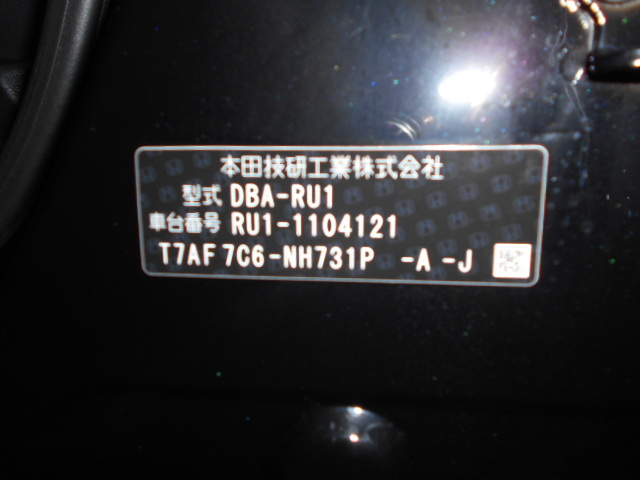 本田技研工業株式会社
型式 DBA-RU1
車台番号 RU1-1104121
T7AF 7C6-NH731P -A -J